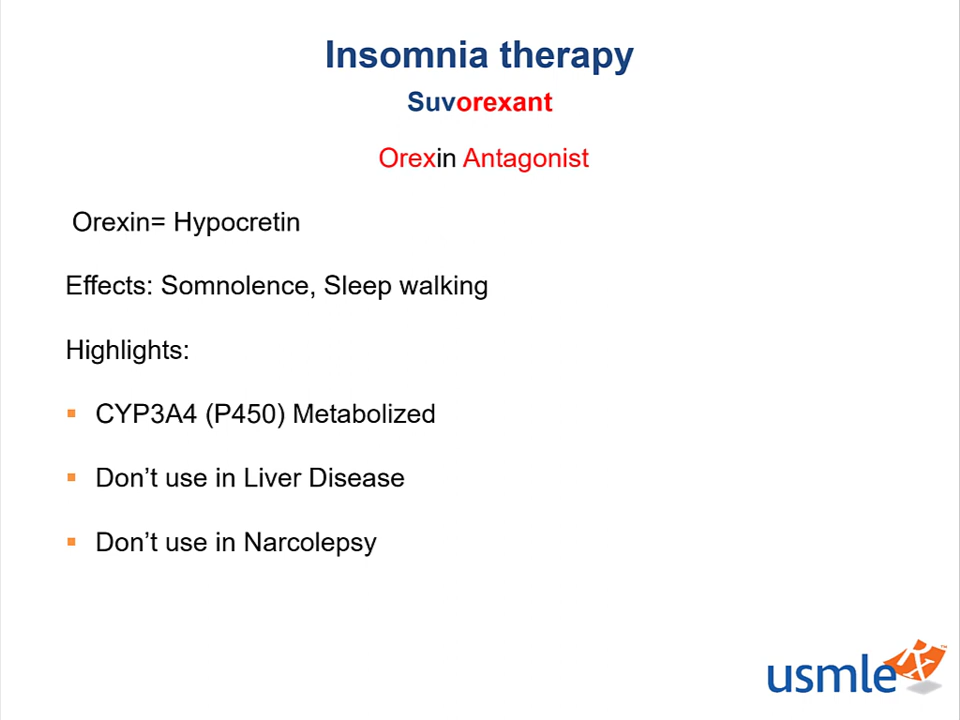 Insomnia therapy
Suvorexant
Orexin Antagonist
Orexin= Hypocretin
Effects: Somnolence, Sleep walking
Highlights:
CYP3A4 (P450) Metabolized
Don’t use in Liver Disease
Don’t use in Narcolepsy
usmle Rx™